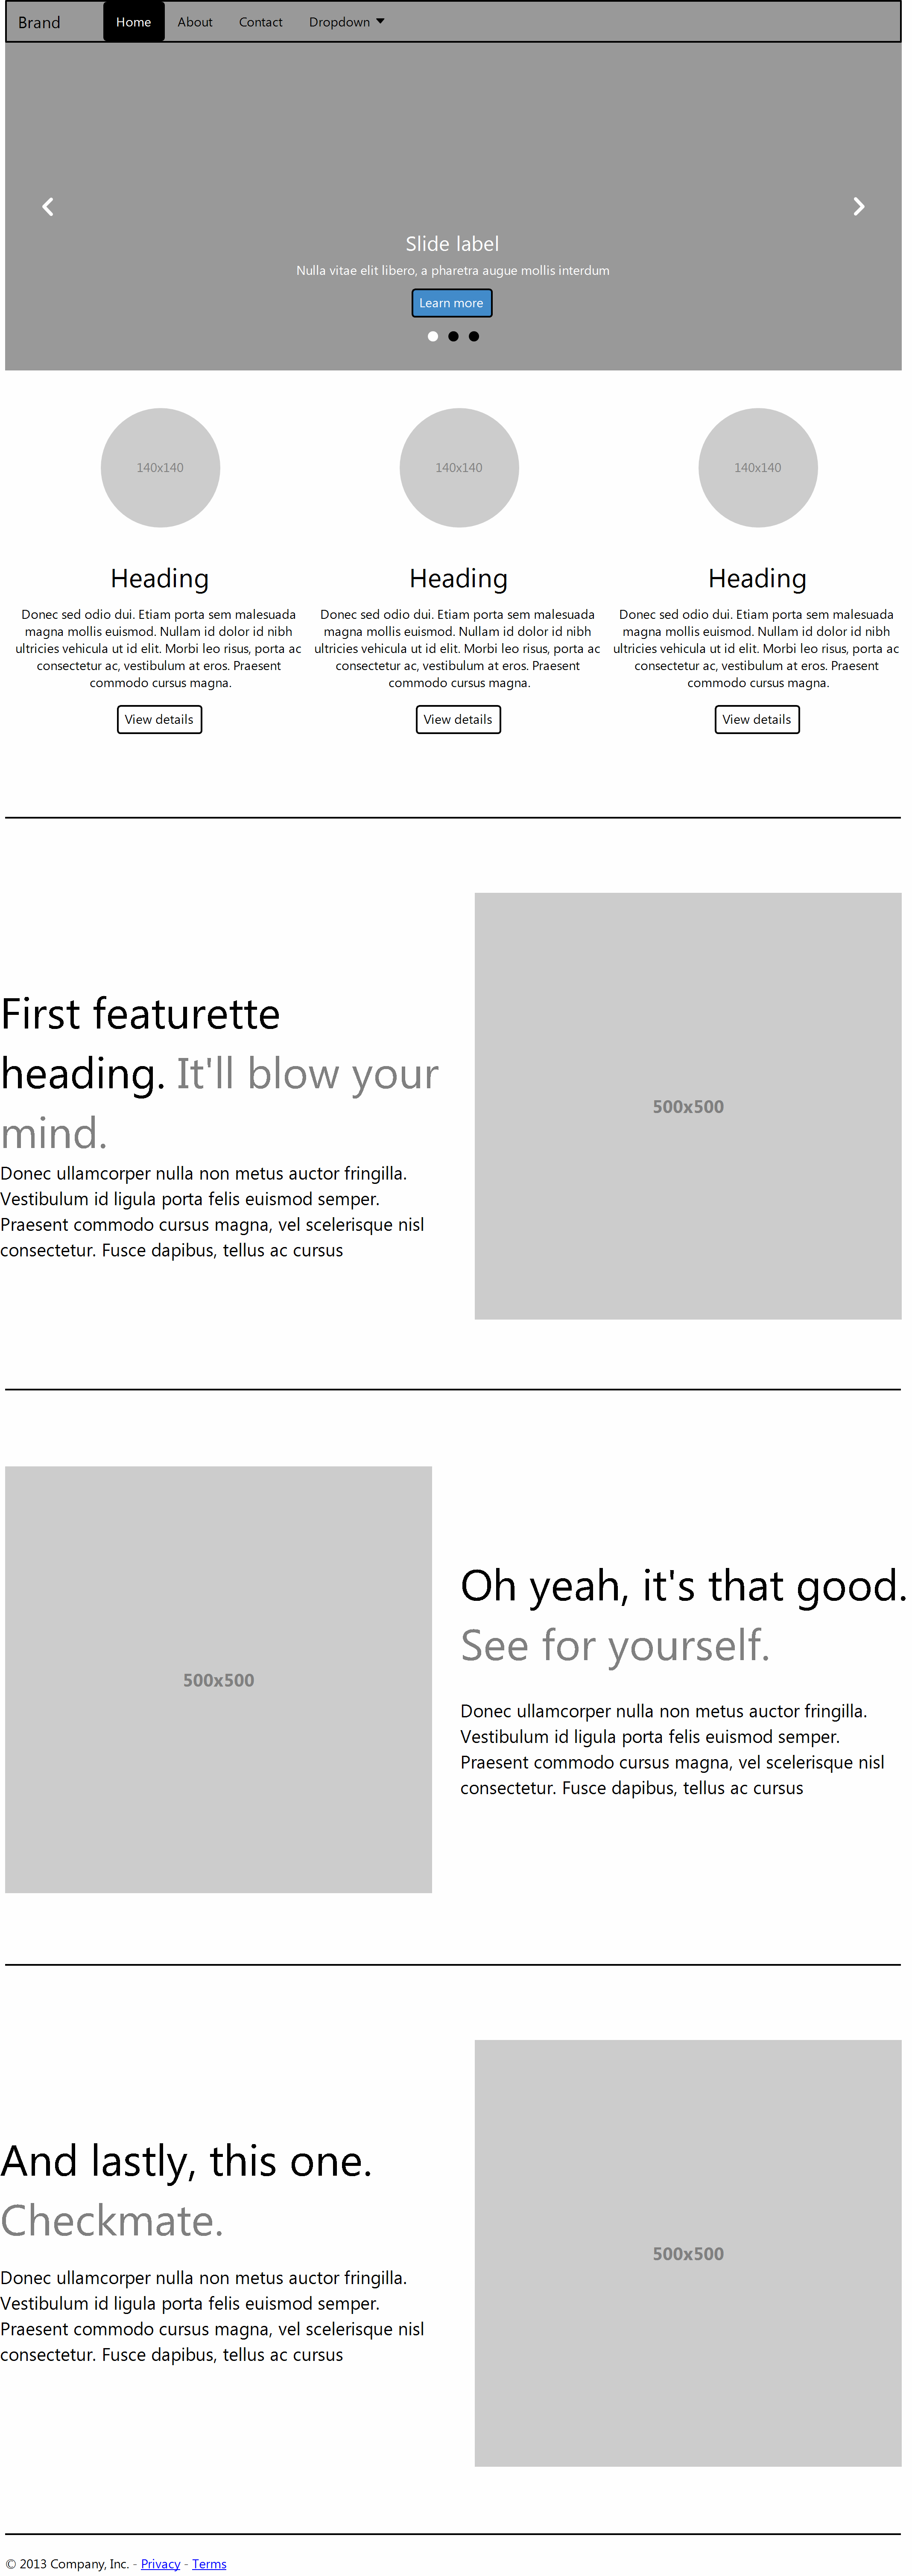 Brand Home About Contact Dropdown
Slide label
Nulla vitae elit libero, a pharetra augue mollis interdum
Learn more
140x140 140x140 140x140
Heading Heading Heading
Donec sed odio dui. Etiam porta sem malesuada
magna mollis euismod. Nullam id dolor id nibh
ultricies vehicula ut id elit. Morbi leo risus, porta ac
consectetur ac, vestibulum at eros. Praesent
commodo cursus magna.
View details
Donec sed odio dui. Etiam porta sem malesuada
magna mollis euismod. Nullam id dolor id nibh
ultricies vehicula ut id elit. Morbi leo risus, porta ac
consectetur ac, vestibulum at eros. Praesent
commodo cursus magna.
View details
Donec sed odio dui. Etiam porta sem malesuada
magna mollis euismod. Nullam id dolor id nibh
ultricies vehicula ut id elit. Morbi leo risus, porta ac
consectetur ac, vestibulum at eros. Praesent
commodo cursus magna.
View details
First featurette
heading. It'll blow your
mind.
Donec ullamcorper nulla non metus auctor fringilla.
Vestibulum id ligula porta felis euismod semper.
Praesent commodo cursus magna, vel scelerisque nisl
consectetur. Fusce dapibus, tellus ac cursus
500x500
500x500
Oh yeah, it's that good.
See for yourself.
Donec ullamcorper nulla non metus auctor fringilla.
Vestibulum id ligula porta felis euismod semper.
Praesent commodo cursus magna, vel scelerisque nisl
consectetur. Fusce dapibus, tellus ac cursus
And lastly, this one.
Checkmate.
Donec ullamcorper nulla non metus auctor fringilla.
Vestibulum id ligula porta felis euismod semper.
Praesent commodo cursus magna, vel scelerisque nisl
consectetur. Fusce dapibus, tellus ac cursus
500x500
© 2013 Company, Inc. - Privacy - Terms